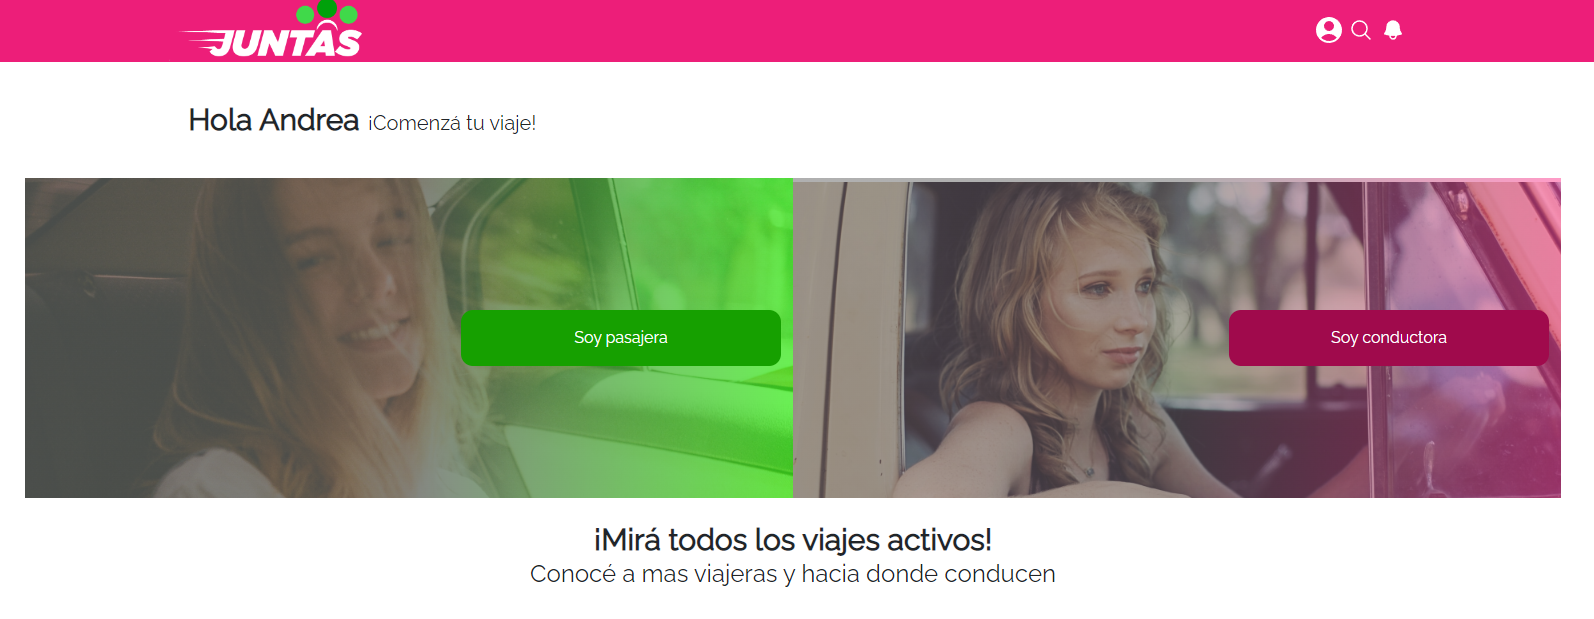 JUNTAS
Hola Andrea ¡Comenzá tu viaje!
Soy pasajera
Soy conductora
¡Mirá todos los viajes activos!
Conocé a mas viajeras y hacia donde conducen